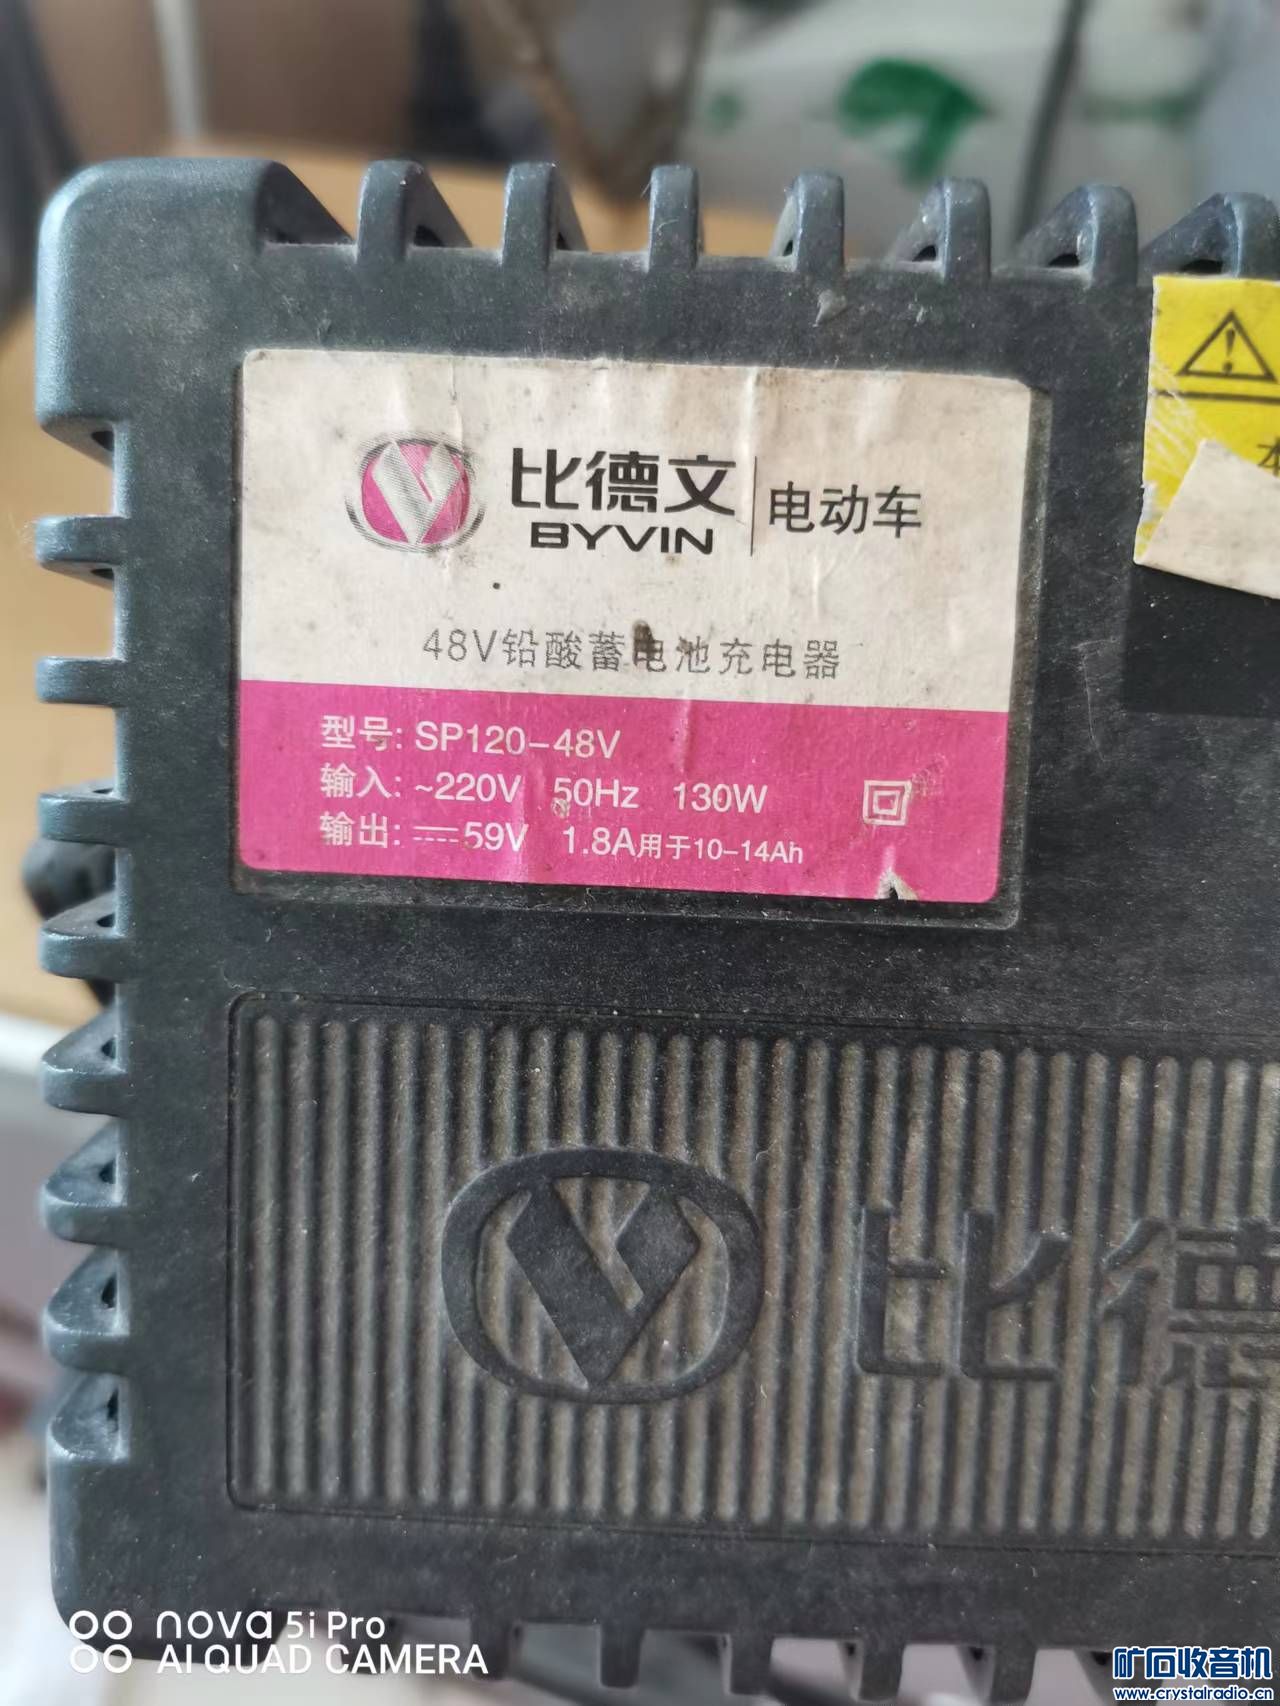 比德文
BYVIN
电动车
48V铅酸蓄电池充电器
型号: SP120-48V
输入: ~220V 50Hz 130W
输出: 59V 1.8A用于10-14Ah
本
比德
nova 5i Pro
AI QUAD CAMERA
矿石收音机
www.crystalradio.cn